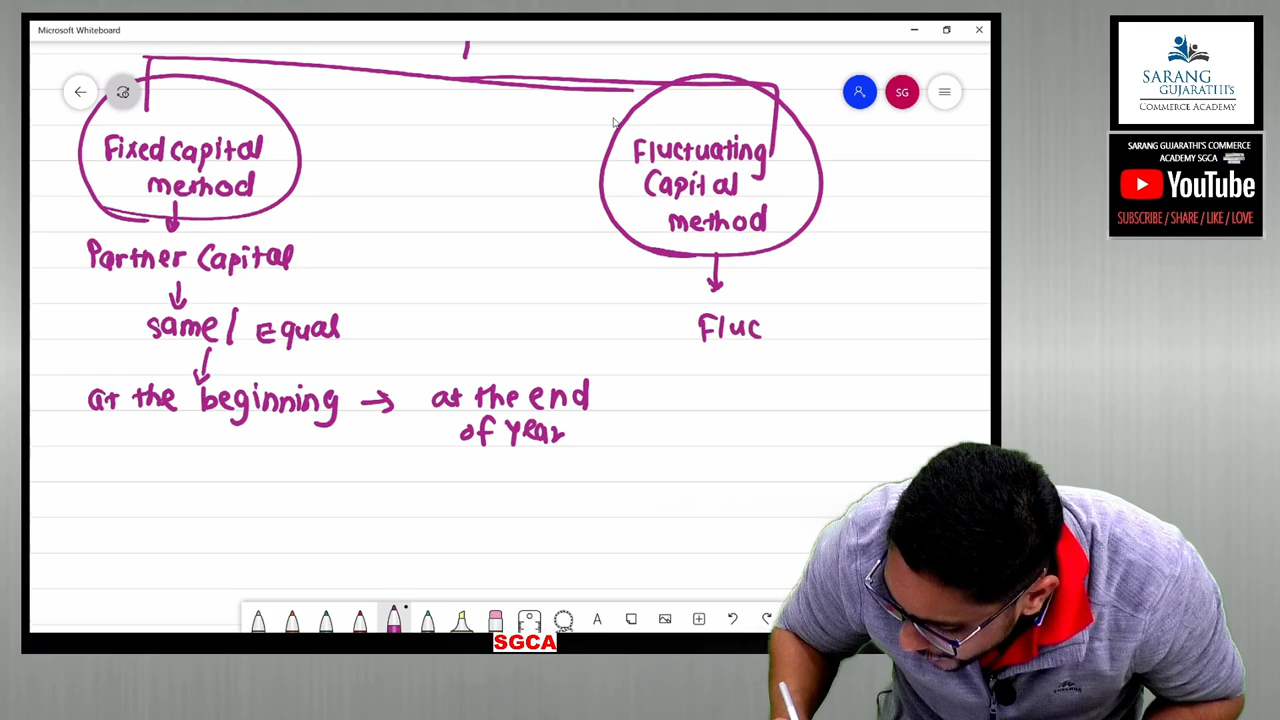 Microsoft Whiteboard
SG
Fixed capital
method
Partner Capital
same/ Equal
at the beginning → at the end
of year
Fluctuating
Capital
method
Fluc
A
SGCA
SARANG
GUJARATHI'S
COMMERCE ACADEMY
SARANG GUJARATHI'S COMMERCE
ACADEMY SGCA
YouTube
SUBSCRIBE / SHARE / LIKE / LOVE